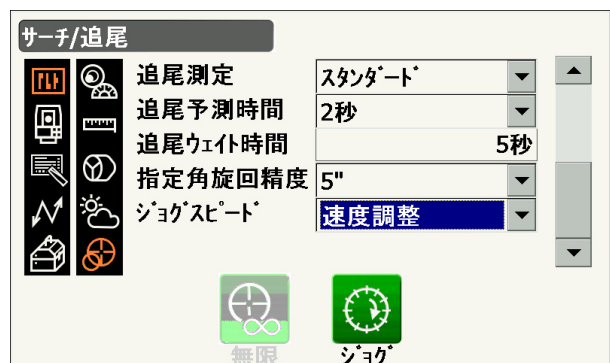 サーチ/追尾
追尾測定 スタンダード
追尾予測時間 2秒
追尾ウェイト時間 5秒
指定角旋回精度 5"
ジョグスピード 速度調整
無限 ジョグ